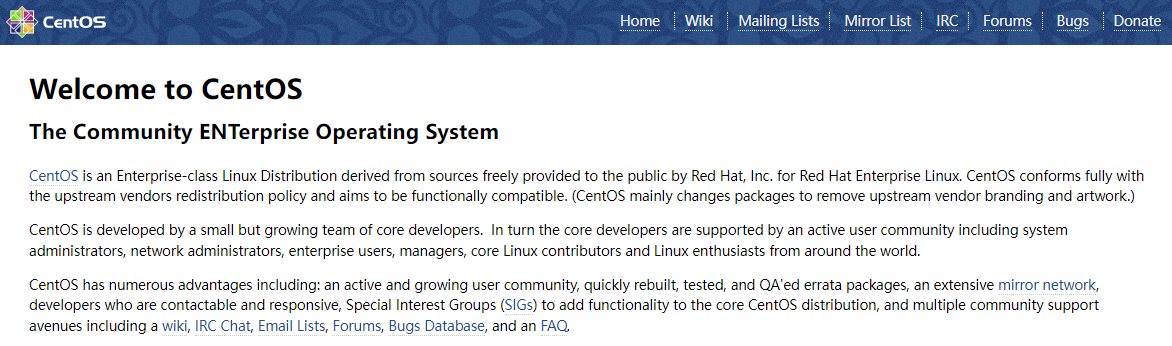 CentOS
Home Wiki Mailing Lists Mirror List IRC Forums Bugs Donate
Welcome to CentOS
The Community ENTerprise Operating System
CentOS is an Enterprise-class Linux Distribution derived from sources freely provided to the public by Red Hat, Inc. for Red Hat Enterprise Linux. CentOS conforms fully with
the upstream vendors redistribution policy and aims to be functionally compatible. (CentOS mainly changes packages to remove upstream vendor branding and artwork.)
CentOS is developed by a small but growing team of core developers.  In turn the core developers are supported by an active user community including system
administrators, network administrators, enterprise users, managers, core Linux contributors and Linux enthusiasts from around the world.
CentOS has numerous advantages including: an active and growing user community, quickly rebuilt, tested, and QA'ed errata packages, an extensive mirror network,
developers who are contactable and responsive, Special Interest Groups (SIGs) to add functionality to the core CentOS distribution, and multiple community support
avenues including a wiki, IRC Chat, Email Lists, Forums, Bugs Database, and an FAQ.